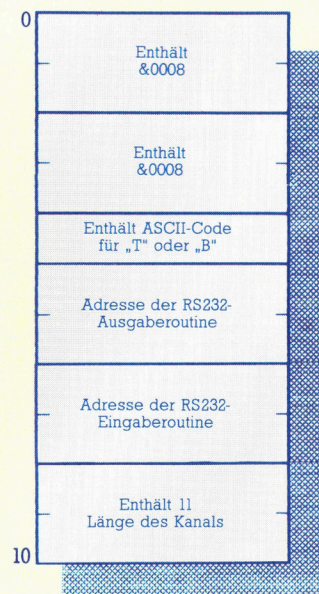 0
Enthält
&0008
Enthält
&0008
Enthält ASCII-Code
für „T" oder „B"
Adresse der RS232-
Ausgaberoutine
Adresse der RS232-
Eingaberoutine
Enthält 11
Länge des Kanals
10